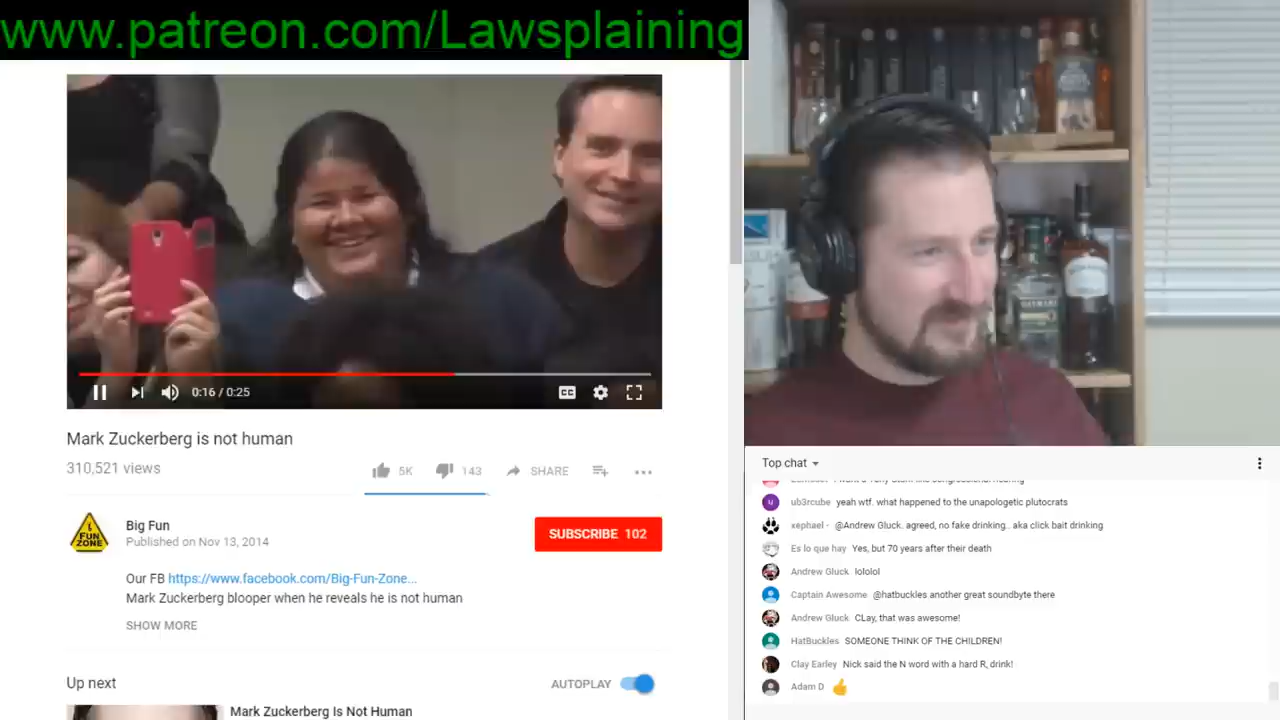 www.patreon.com/Lawsplaining
0:16 / 0:25
CC
Mark Zuckerberg is not human
310,521 views
5K
143
SHARE
FUN
ZONE
Big Fun
Published on Nov 13, 2014
SUBSCRIBE 102
Our FB https://www.facebook.com/Big-Fun-Zone...
Mark Zuckerberg blooper when he reveals he is not human
SHOW MORE
Up next
AUTOPLAY
Mark Zuckerberg Is Not Human
Top chat
ub3rcube yeah wtf. what happened to the unapologetic plutocrats
xephael - @Andrew Gluck. agreed, no fake drinking.. aka click bait drinking
Es lo que hay Yes, but 70 years after their death
Andrew Gluck lololol
Captain Awesome @hatbuckles another great soundbyte there
Andrew Gluck CLay, that was awesome!
HatBuckles SOMEONE THINK OF THE CHILDREN!
Clay Earley Nick said the N word with a hard R, drink!
Adam D